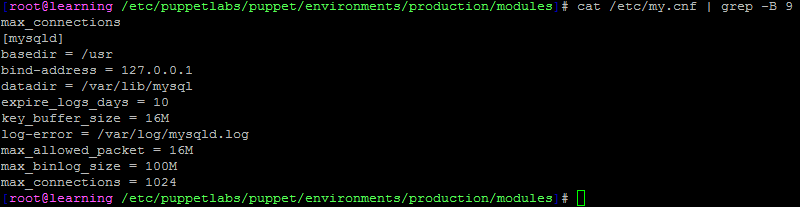 [root@learning /etc/puppetlabs/puppet/environments/production/modules]# cat /etc/my.cnf | grep -B 9
max_connections
[mysqld]
basedir = /usr
bind-address = 127.0.0.1
datadir = /var/lib/mysql
expire_logs_days = 10
key_buffer_size = 16M
log-error = /var/log/mysqld.log
max_allowed_packet = 16M
max_binlog_size = 100M
max_connections = 1024
[root@learning /etc/puppetlabs/puppet/environments/production/modules]#